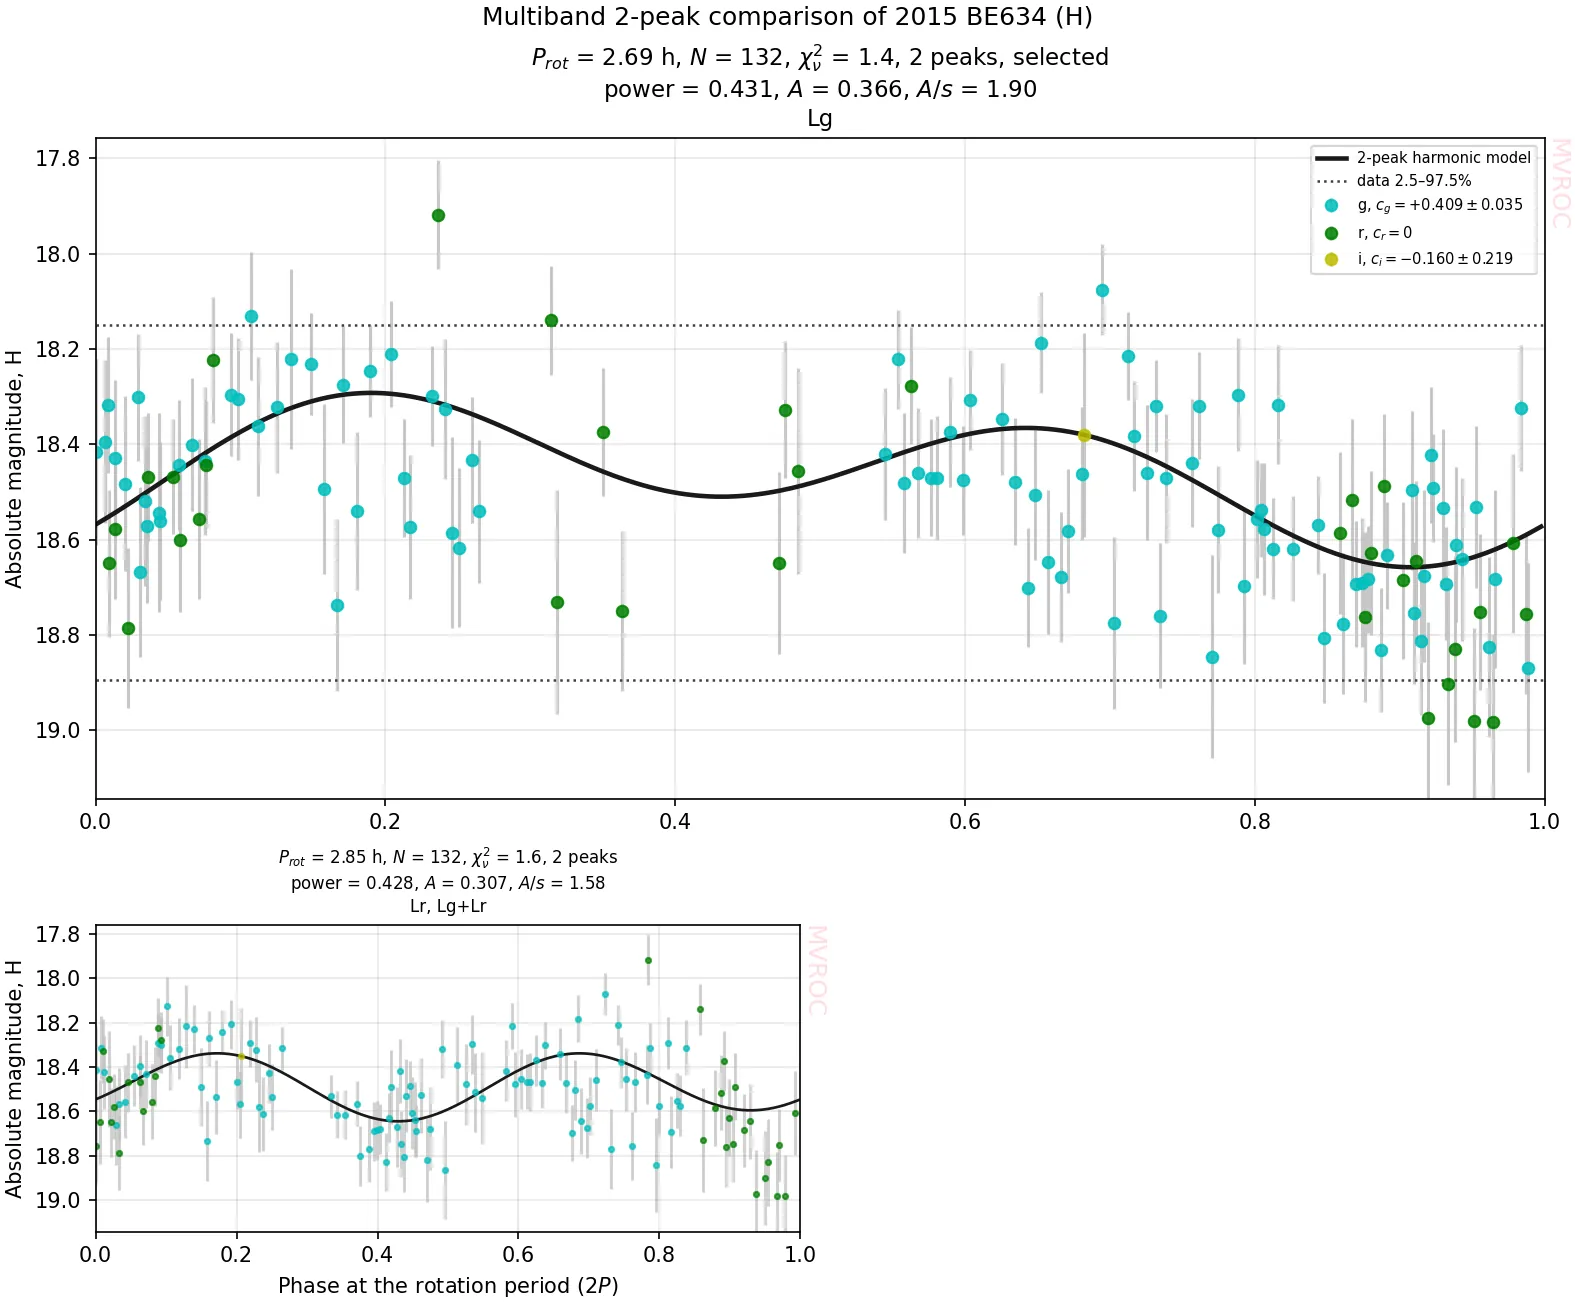 Multiband 2-peak comparison of 2015 BE634 (H)
P_rot = 2.69 h, N = 132, χ²_ν = 1.4, 2 peaks, selected
power = 0.431, A = 0.366, A/s = 1.90
Lg
2-peak harmonic model
data 2.5–97.5%
g, c_g = +0.409 ± 0.035
r, c_r = 0
i, c_i = −0.160 ± 0.219
MVROC
Absolute magnitude, H
17.8
18.0
18.2
18.4
18.6
18.8
19.0
0.0 0.2 0.4 0.6 0.8 1.0
P_rot = 2.85 h, N = 132, χ²_ν = 1.6, 2 peaks
power = 0.428, A = 0.307, A/s = 1.58
Lr, Lg+Lr
MVROC
Absolute magnitude, H
17.8
18.0
18.2
18.4
18.6
18.8
19.0
0.0 0.2 0.4 0.6 0.8 1.0
Phase at the rotation period (2P)